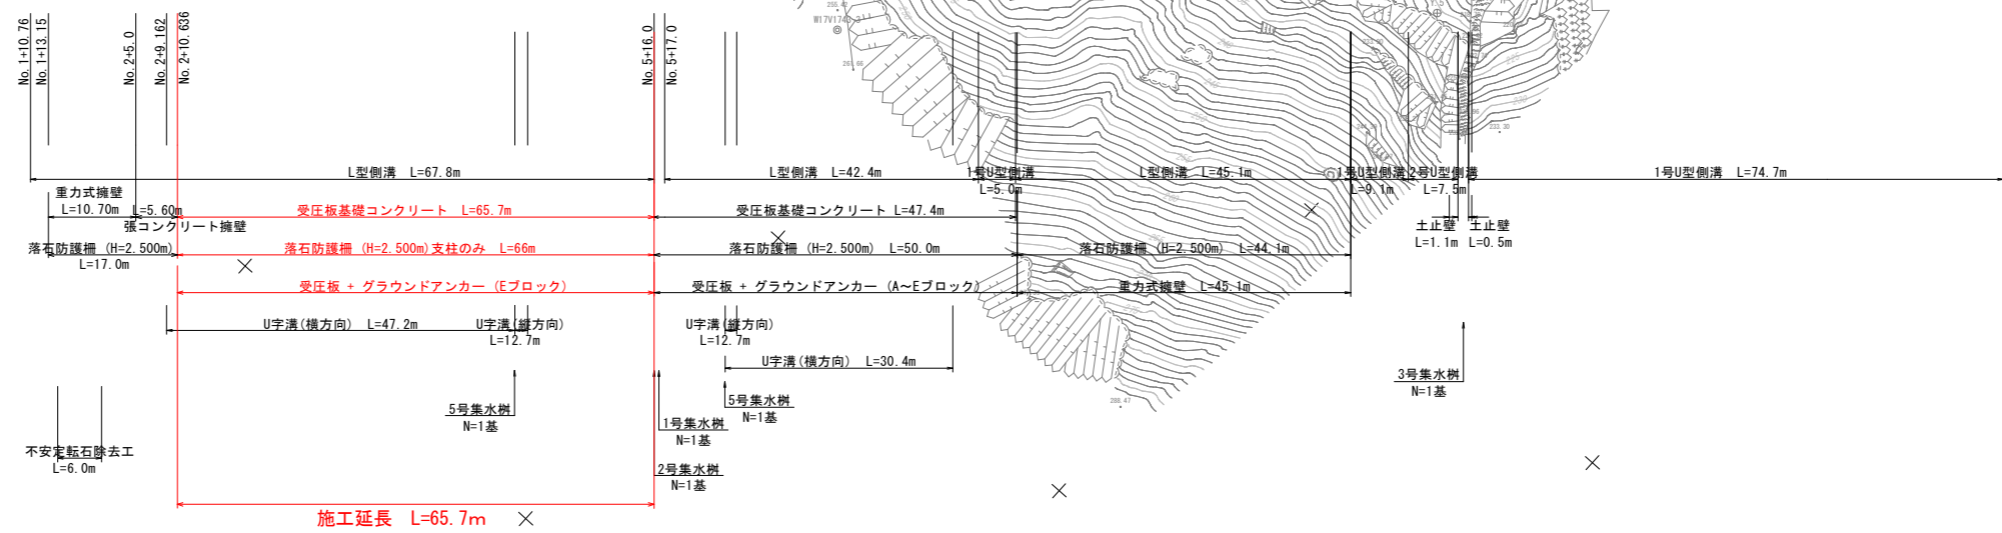 No.1+10.76
No.1+13.15
No.2+5.0
No.2+9.162
No.2+10.636
No.5+16.0
No.5+17.0
255.42
W17V1743.3
261.66
L型側溝 L=67.8m
L型側溝 L=42.4m
1号U型側溝
L=5.0m
L型側溝 L=45.1m
1号U型側溝
L=9.1m
2号U型側溝
L=7.5m
1号U型側溝 L=74.7m
重力式擁壁
L=10.70m
L=5.60m
張コンクリート擁壁
受圧板基礎コンクリート L=65.7m
受圧板基礎コンクリート L=47.4m
土止壁
L=1.1m
土止壁
L=0.5m
落石防護柵 (H=2.500m)
L=17.0m
落石防護柵 (H=2.500m)支柱のみ L=66m
落石防護柵 (H=2.500m) L=50.0m
落石防護柵 (H=2.500m) L=44.1m
受圧板 + グラウンドアンカー (Eブロック)
受圧板 + グラウンドアンカー (A～Eブロック)
重力式擁壁 L=45.1m
U字溝(横方向) L=47.2m
U字溝(縦方向)
L=12.7m
U字溝(縦方向)
L=12.7m
U字溝(横方向) L=30.4m
5号集水桝
N=1基
1号集水桝
N=1基
5号集水桝
N=1基
2号集水桝
N=1基
3号集水桝
N=1基
233.30
288.47
不安定転石除去工
L=6.0m
施工延長 L=65.7m